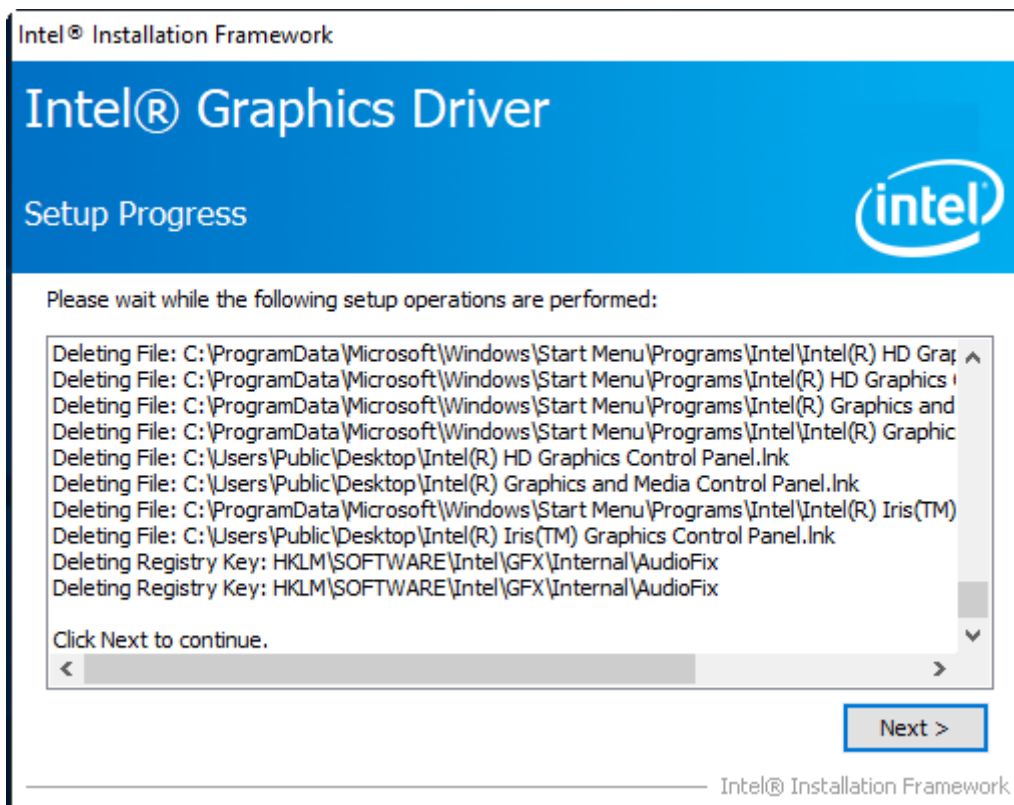 Intel® Installation Framework
Intel® Graphics Driver
Setup Progress
intel
Please wait while the following setup operations are performed:
Deleting File: C:\ProgramData\Microsoft\Windows\Start Menu\Programs\Intel\Intel(R) HD
Deleting File: C:\ProgramData\Microsoft\Windows\Start Menu\Programs\Intel(R) HD Graphics
Deleting File: C:\ProgramData\Microsoft\Windows\Start Menu\Programs\Intel(R) Graphics and
Deleting File: C:\ProgramData\Microsoft\Windows\Start Menu\Programs\Intel\Intel(R)
Deleting File: C:\Users\Public\Desktop\Intel(R) HD Graphics Control Panel.lnk
Deleting File: C:\Users\Public\Desktop\Intel(R) Graphics and Media Control Panel.lnk
Deleting File: C:\ProgramData\Microsoft\Windows\Start Menu\Programs\Intel\Intel(R) Iris(TM)
Deleting File: C:\Users\Public\Desktop\Intel(R) Iris(TM) Graphics Control Panel.lnk
Deleting Registry Key: HKLM\SOFTWARE\Intel\GFX\Internal\AudioFix
Deleting Registry Key: HKLM\SOFTWARE\Intel\GFX\Internal\AudioFix
Click Next to continue.
Next >
Intel® Installation Framework